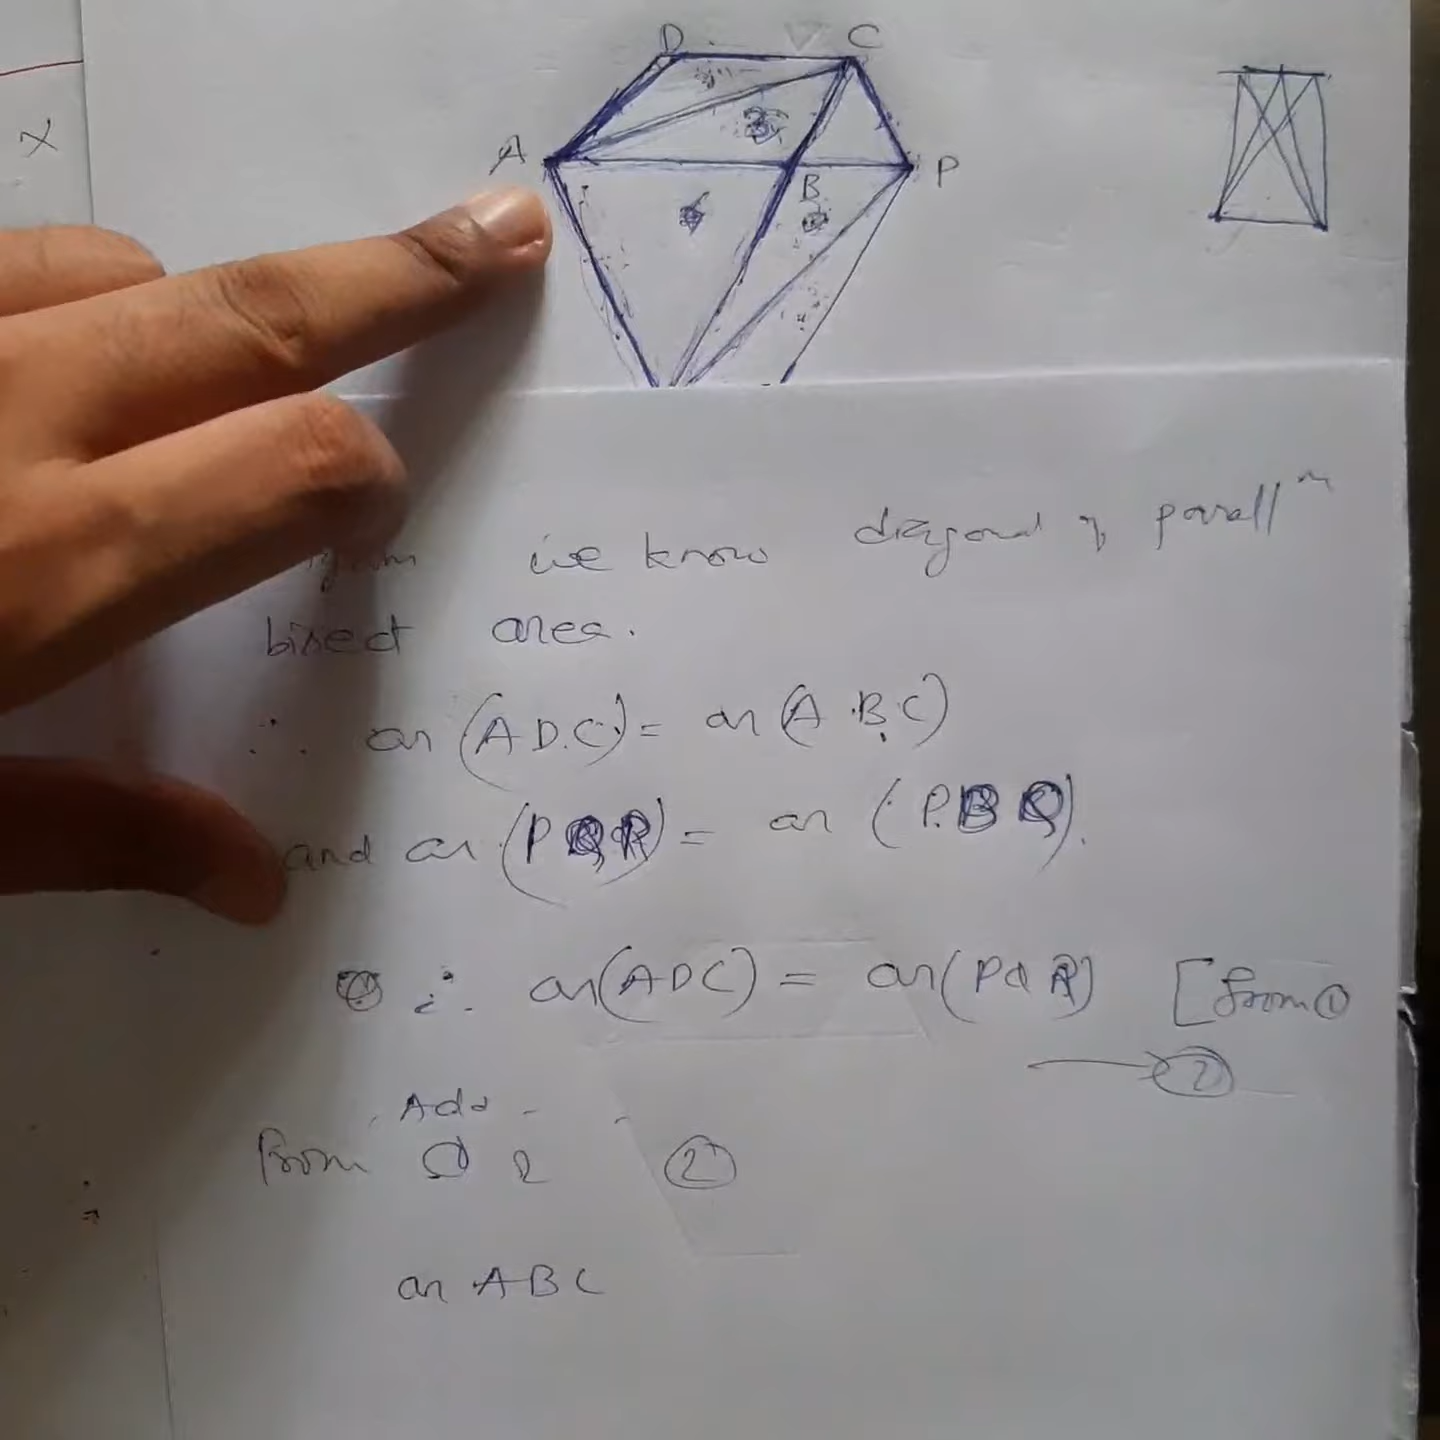 D C
X
A B P
we know diagonal of parall^m
bisect area.
∴ ar (ADC) = ar (ABC)
and ar (PQR) = ar (PBQ).
∴ ar(ADC) = ar(PQR) [from ①
→ ②
Add
From ②
ar ABC